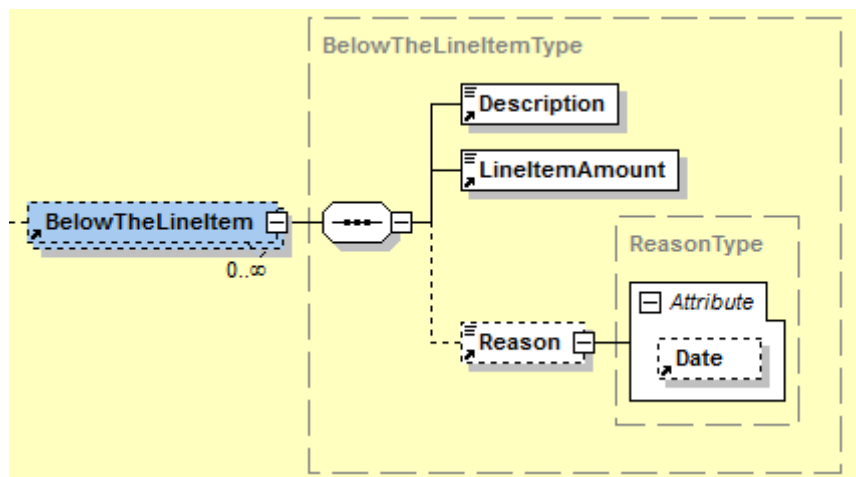 BelowTheLineItemType
Description
LineItemAmount
BelowTheLineItem
0..∞
ReasonType
Attribute
Reason
Date